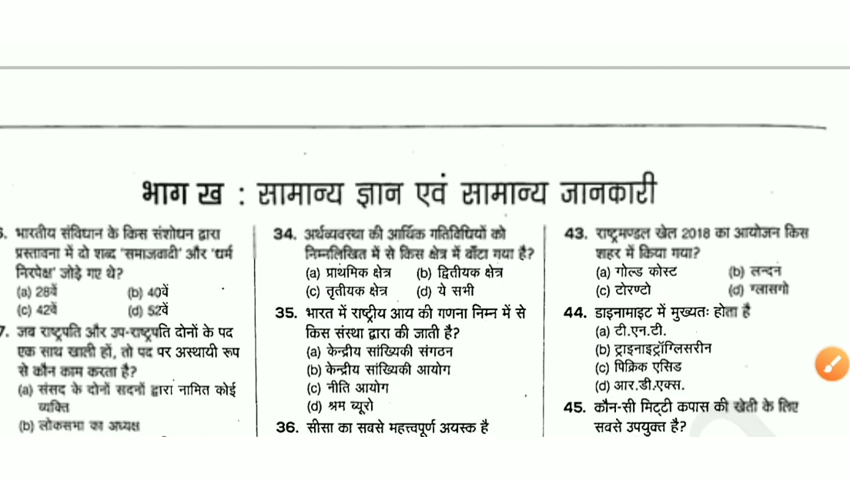 भाग ख : सामान्य ज्ञान एवं सामान्य जानकारी
6. भारतीय संविधान के किस संशोधन द्वारा
प्रस्तावना में दो शब्द 'समाजवादी' और 'धर्म
निरपेक्ष' जोड़े गए थे?
(a) 28वें (b) 40वें
(c) 42वें (d) 52वें
7. जब राष्ट्रपति और उप-राष्ट्रपति दोनों के पद
एक साथ खाली हों, तो पद पर अस्थायी रूप
से कौन काम करता है?
(a) संसद के दोनों सदनों द्वारा नामित कोई
व्यक्ति
(b) लोकसभा का अध्यक्ष
34. अर्थव्यवस्था की आर्थिक गतिविधियों को
निम्नलिखित में से किस क्षेत्र में बाँटा गया है?
(a) प्राथमिक क्षेत्र (b) द्वितीयक क्षेत्र
(c) तृतीयक क्षेत्र (d) ये सभी
35. भारत में राष्ट्रीय आय की गणना निम्न में से
किस संस्था द्वारा की जाती है?
(a) केन्द्रीय सांख्यिकी संगठन
(b) केन्द्रीय सांख्यिकी आयोग
(c) नीति आयोग
(d) श्रम ब्यूरो
36. सीसा का सबसे महत्त्वपूर्ण अयस्क है
43. राष्ट्रमण्डल खेल 2018 का आयोजन किस
शहर में किया गया?
(a) गोल्ड कोस्ट (b) लन्दन
(c) टोरण्टो (d) ग्लासगो
44. डाइनामाइट में मुख्यतः होता है
(a) टी.एन.टी.
(b) ट्राइनाइट्रॉग्लिसरीन
(c) पिक्रिक एसिड
(d) आर.डी.एक्स.
45. कौन-सी मिट्टी कपास की खेती के लिए
सबसे उपयुक्त है?